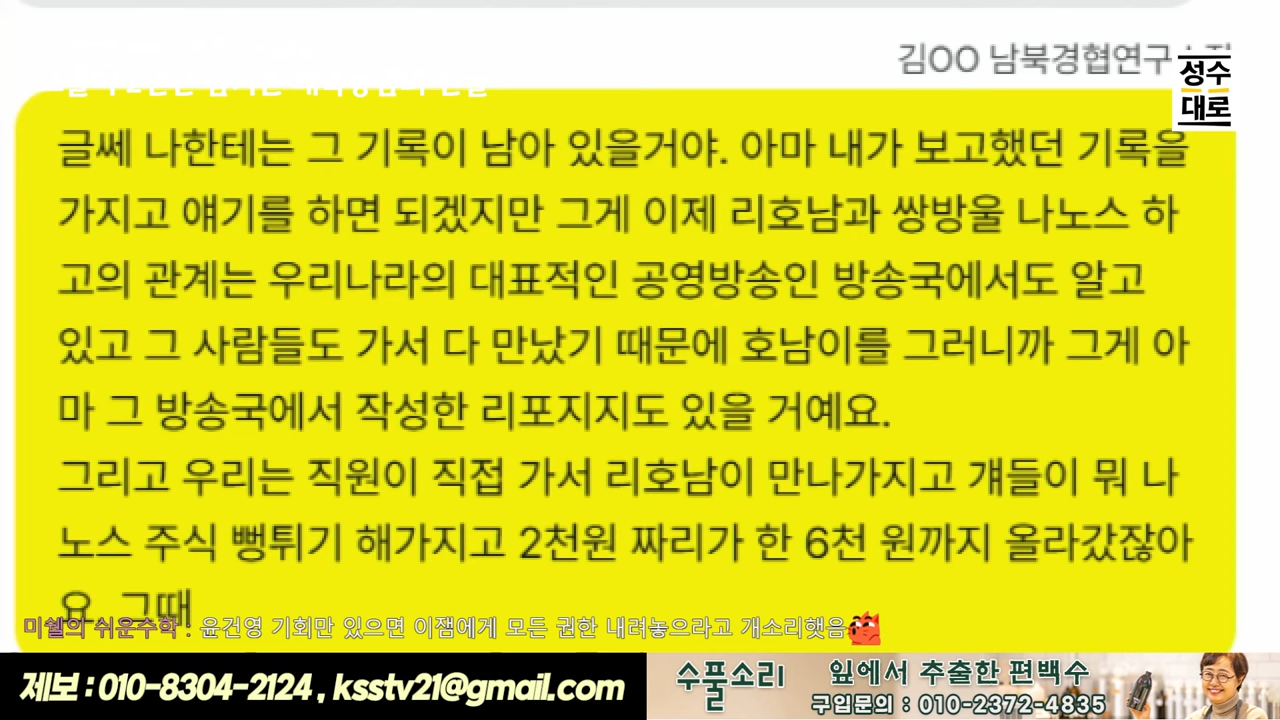 김OO 남북경협연구
성수
대로
글쎄 나한테는 그 기록이 남아 있을거야. 아마 내가 보고했던 기록을
가지고 얘기를 하면 되겠지만 그게 이제 리호남과 쌍방울 나노스 하
고의 관계는 우리나라의 대표적인 공영방송인 방송국에서도 알고
있고 그 사람들도 가서 다 만났기 때문에 호남이를 그러니까 그게 아
마 그 방송국에서 작성한 리포지지도 있을 거예요.
그리고 우리는 직원이 직접 가서 리호남이 만나가지고 걔들이 뭐 나
노스 주식 뻥튀기 해가지고 2천원 짜리가 한 6천 원까지 올라갔잖아
요 그때
미쉘의 쉬운수학 : 윤건영 기회만 있으면 이잼에게 모든 권한 내려놓으라고 개소리햇음
제보 : 010-8304-2124 , ksstv21@gmail.com
수풀소리
잎에서 추출한 편백수
구입문의 : 010-2372-4835